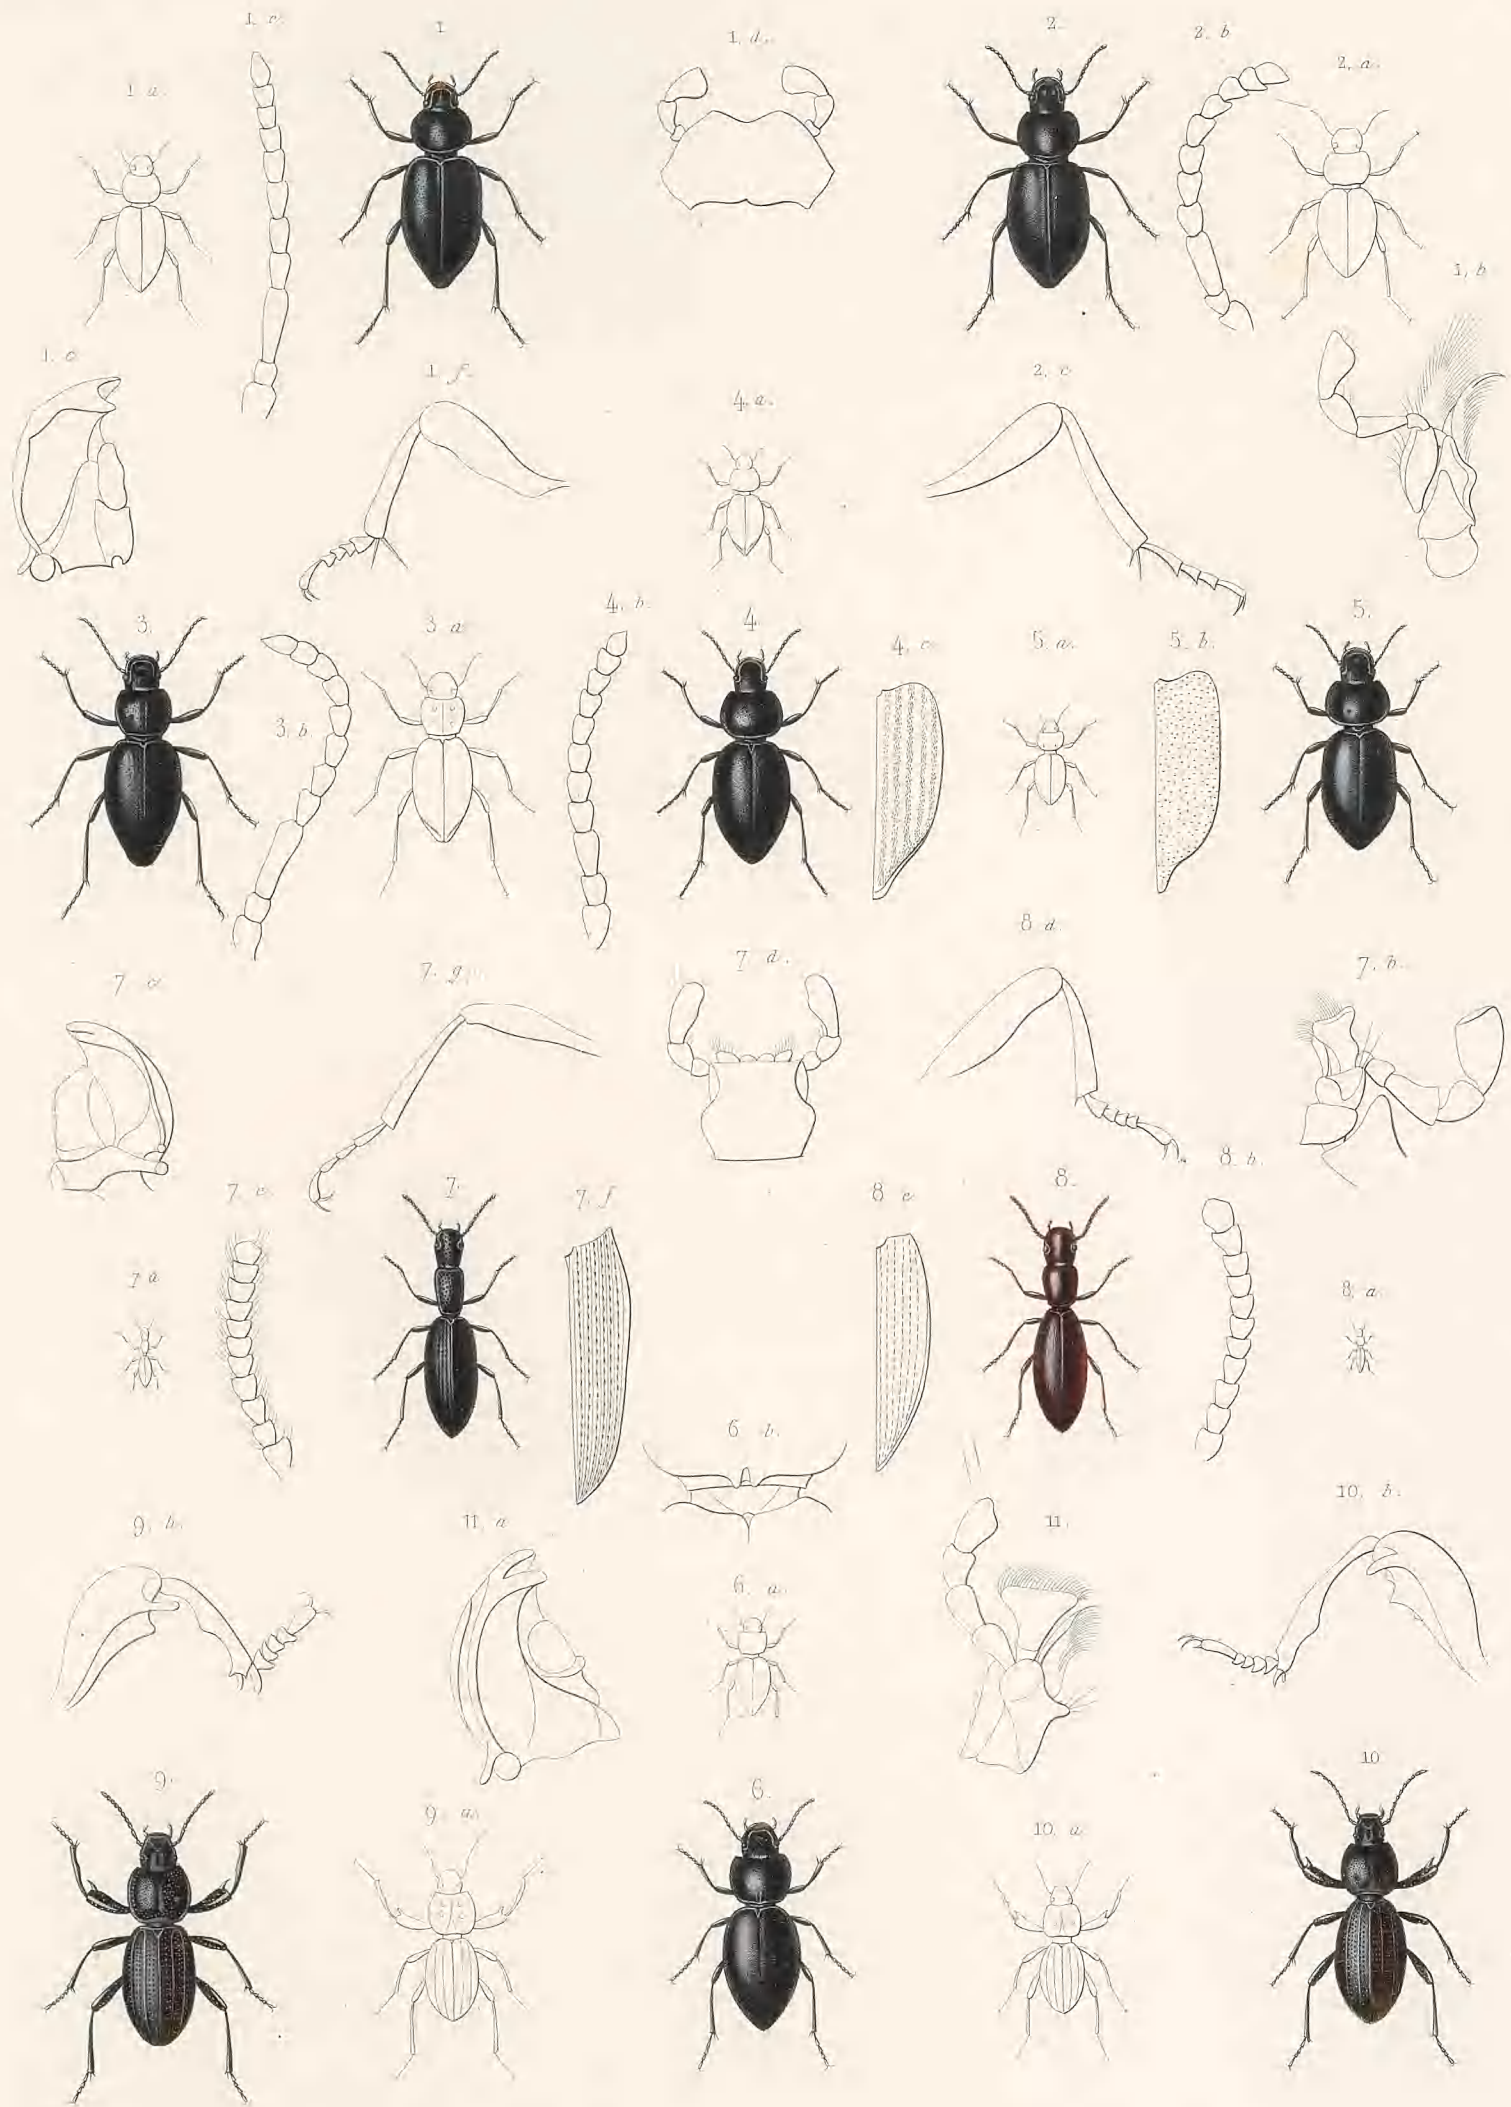 1. c.
1.
1. d.
2.
2. b.
1 a.
2. a.
1. b.
1. e.
1. f.
4. a.
2. c.
3.
3 a.
4. b.
4.
4. c.
5. a.
5. b.
5.
3. b.
7. c.
7. g.
7. d.
8 d.
7. b.
7. e.
7.
7. f.
8 c
8.
8. b.
7 a
8. a.
6 b.
9. b.
11. a
11.
10. b.
6. a.
9.
9. a.
6.
10. a
10